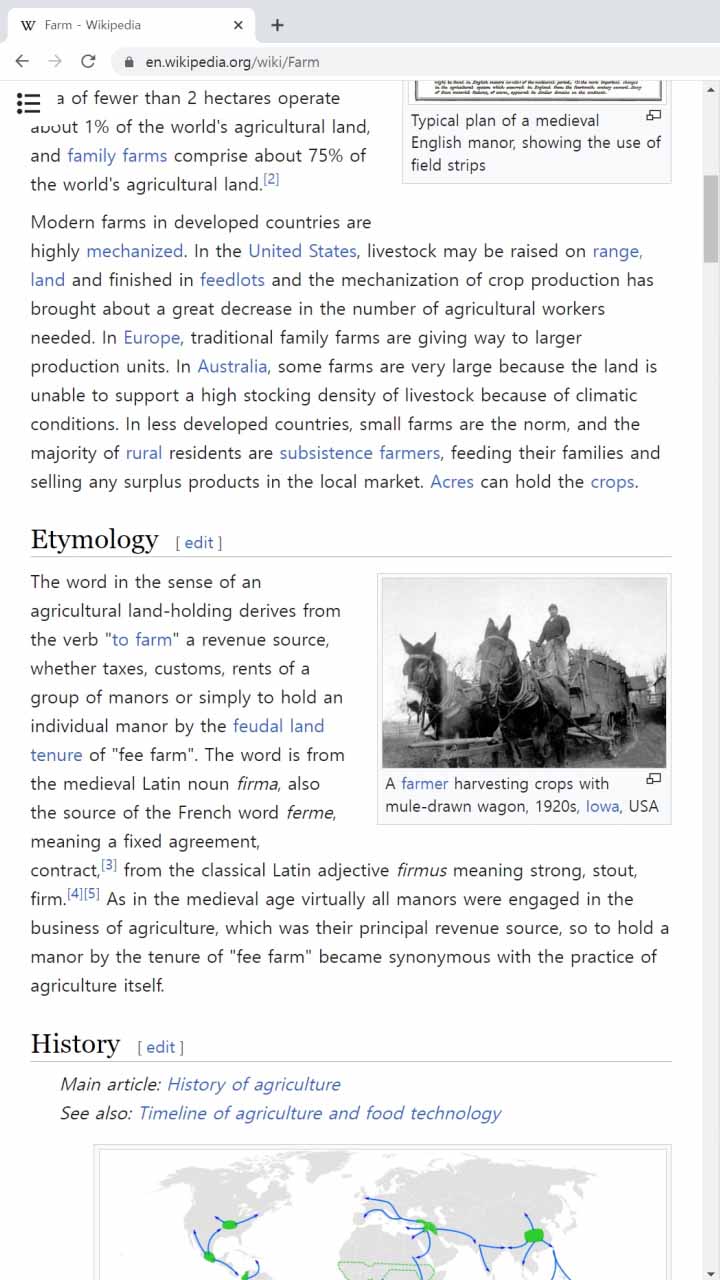 Farm - Wikipedia
en.wikipedia.org/wiki/Farm
a of fewer than 2 hectares operate
about 1% of the world's agricultural land,
and family farms comprise about 75% of
the world's agricultural land.[2]
Typical plan of a medieval
English manor, showing the use of
field strips
Modern farms in developed countries are
highly mechanized. In the United States, livestock may be raised on range,
land and finished in feedlots and the mechanization of crop production has
brought about a great decrease in the number of agricultural workers
needed. In Europe, traditional family farms are giving way to larger
production units. In Australia, some farms are very large because the land is
unable to support a high stocking density of livestock because of climatic
conditions. In less developed countries, small farms are the norm, and the
majority of rural residents are subsistence farmers, feeding their families and
selling any surplus products in the local market. Acres can hold the crops.
Etymology [ edit ]
The word in the sense of an
agricultural land-holding derives from
the verb "to farm" a revenue source,
whether taxes, customs, rents of a
group of manors or simply to hold an
individual manor by the feudal land
tenure of "fee farm". The word is from
the medieval Latin noun firma, also
the source of the French word ferme,
meaning a fixed agreement,
contract,[3] from the classical Latin adjective firmus meaning strong, stout,
firm.[4][5] As in the medieval age virtually all manors were engaged in the
business of agriculture, which was their principal revenue source, so to hold a
manor by the tenure of "fee farm" became synonymous with the practice of
agriculture itself.
A farmer harvesting crops with
mule-drawn wagon, 1920s, Iowa, USA
History [ edit ]
Main article: History of agriculture
See also: Timeline of agriculture and food technology